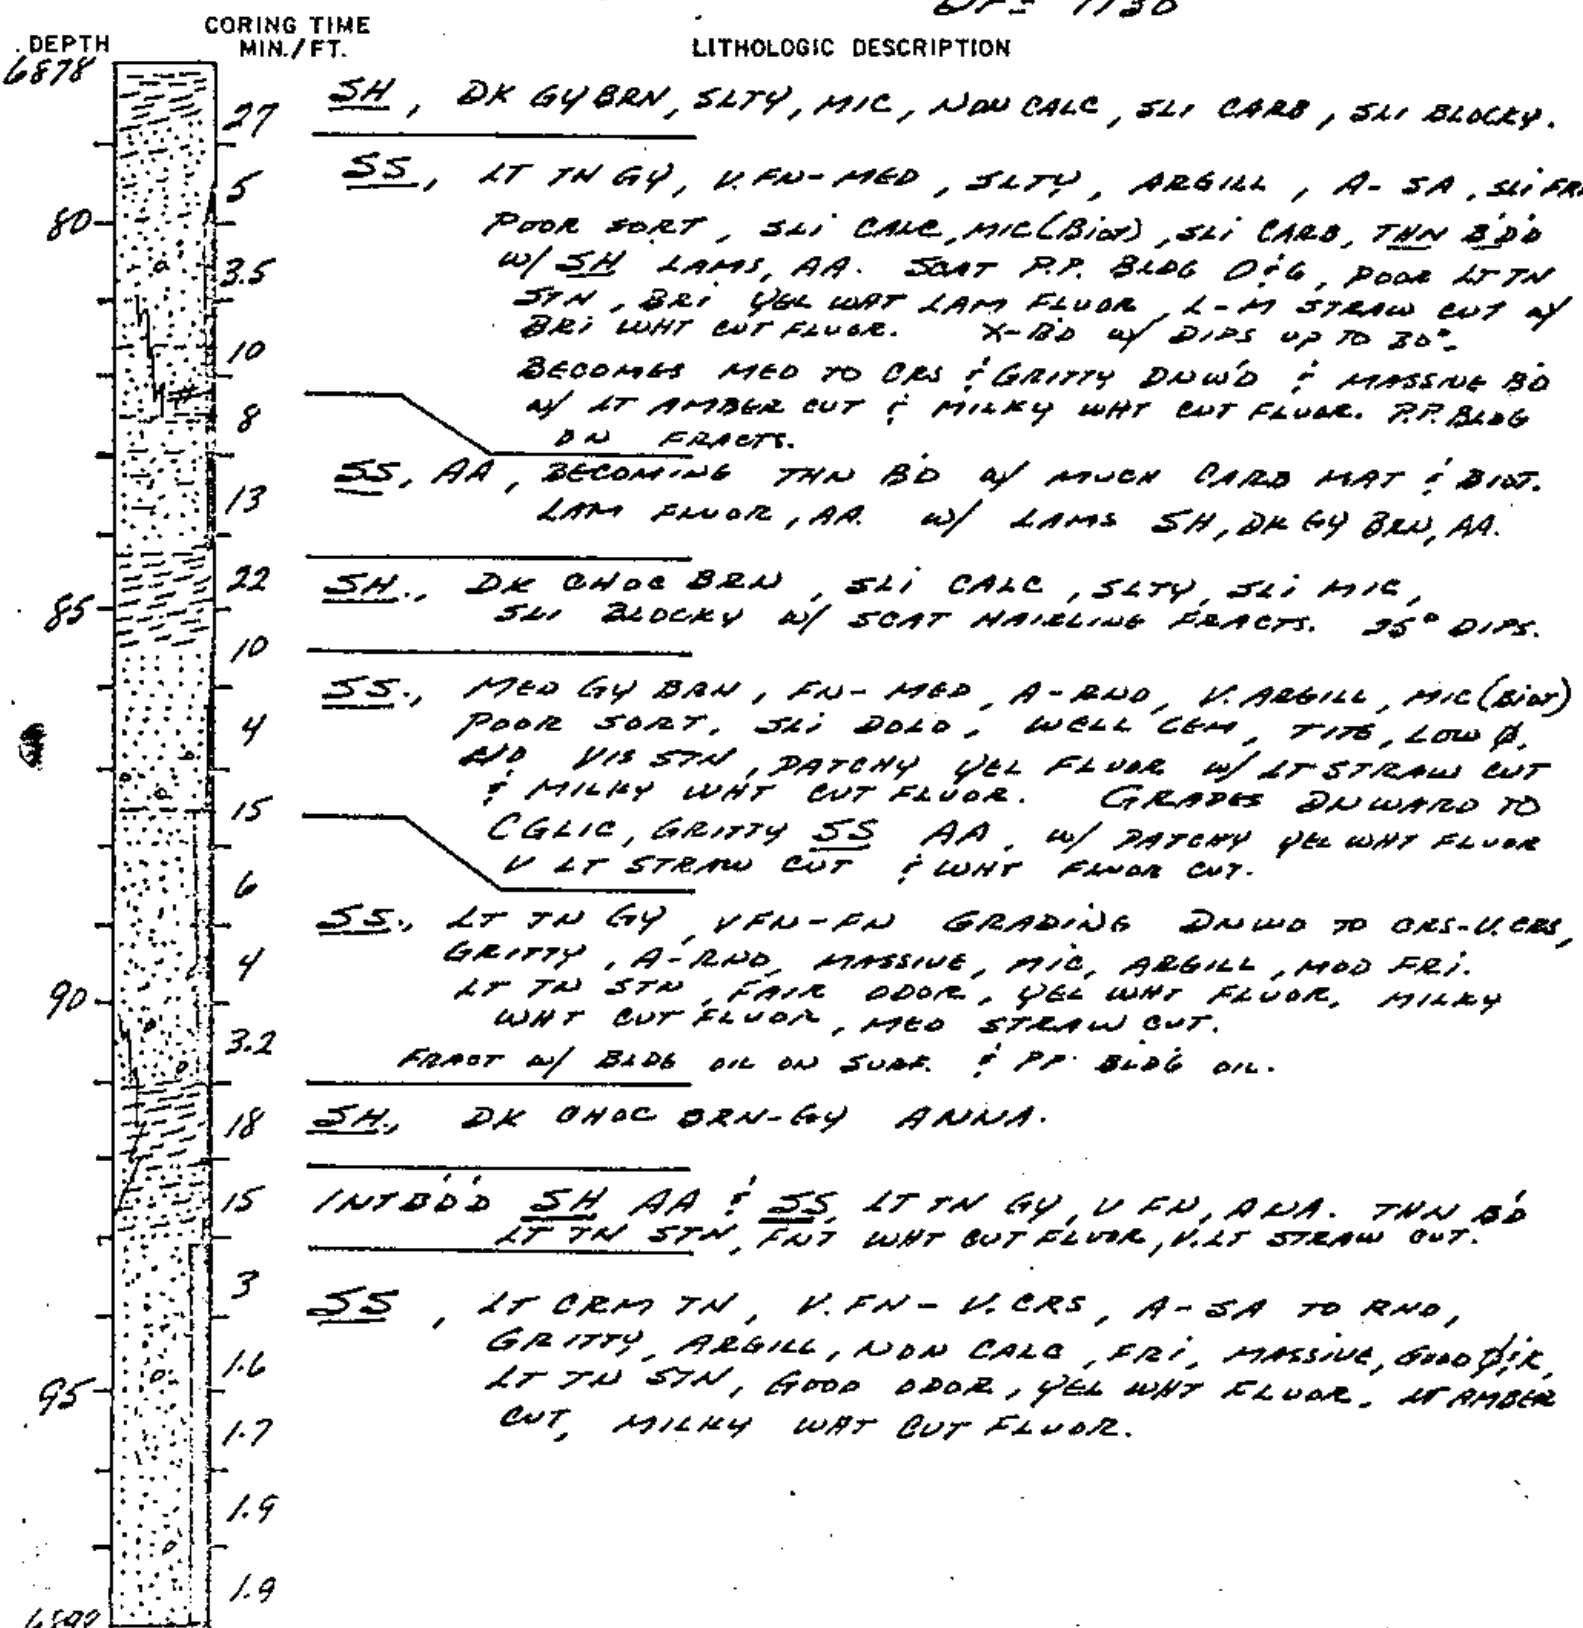 CORING TIME
DEPTH MIN./FT. LITHOLOGIC DESCRIPTION
6878
27 SH, DK GY BRN, SLTY, MIC, NON CALC, SLI CARB, SLI BLOCKY.
5 SS, LT TN GY, V. FN-MED, SLTY, ARGILL, A-SA, SLI FRI
80 POOR SORT, SLI CALC, MIC (BIOT), SLI CARB, THN BDD
3.5 W/ SH LAMS, AA. SCAT P.P. BLDG O & G, POOR LT TN
STN, BRI YEL WHT LAM FLUOR, L-M STRAW CUT W/
BRI WHT CUT FLUOR. X-BD W/ DIPS UP TO 30°.
10 BECOMES MED TO CRS & GRITTY DNW'D & MASSIVE BD
8 W/ LT AMBER CUT & MILKY WHT CUT FLUOR. P.P. BLDG
ON FRACTS.
13 SS, AA, BECOMING THN BD W/ MUCH CARB MAT & BIOT.
LAM FLUOR, AA. W/ LAMS SH, DK GY BRN, AA.
22 SH., DK CHOC BRN, SLI CALC, SLTY, SLI MIC,
85 SLI BLOCKY W/ SCAT HAIRLINE FRACTS. 25° DIPS.
10
SS., MED GY BRN, FN-MED, A-RND, V. ARGILL, MIC (BIOT)
4 POOR SORT, SLI DOLO, WELL CEM, TITE, LOW Ø.
NO VIS STN, PATCHY YEL FLUOR W/ LT STRAW CUT
15 & MILKY WHT CUT FLUOR. GRADES DNWARD TO
CGLIC, GRITTY SS AA, W/ PATCHY YEL WHT FLUOR
6 V LT STRAW CUT & WHT FLUOR CUT.
SS., LT TN GY, VFN-FN GRADING DNWD TO CRS-V. CRS,
4 GRITTY, A-RND, MASSIVE, MIC, ARGILL, MOD FRI.
90 LT TN STN, FAIR ODOR, YEL WHT FLUOR, MILKY
WHT CUT FLUOR, MED STRAW CUT.
3.2 FRACT W/ BLDG OIL ON SURF. & PP BLDG OIL.
18 SH., DK CHOC BRN-GY ANNA.
15 INTBDD SH AA & SS, LT TN GY, V FN, ANA. THN BD
LT TN STN, FNT WHT CUT FLUOR, V. LT STRAW CUT.
3 SS, LT CRM TN, V. FN - V. CRS, A-SA TO RND,
1.6 GRITTY, ARGILL, NON CALC, FRI, MASSIVE, GOOD Ø & K,
95 LT TN STN, GOOD ODOR, YEL WHT FLUOR. LT AMBER
1.7 CUT, MILKY WHT CUT FLUOR.
1.9
1.9